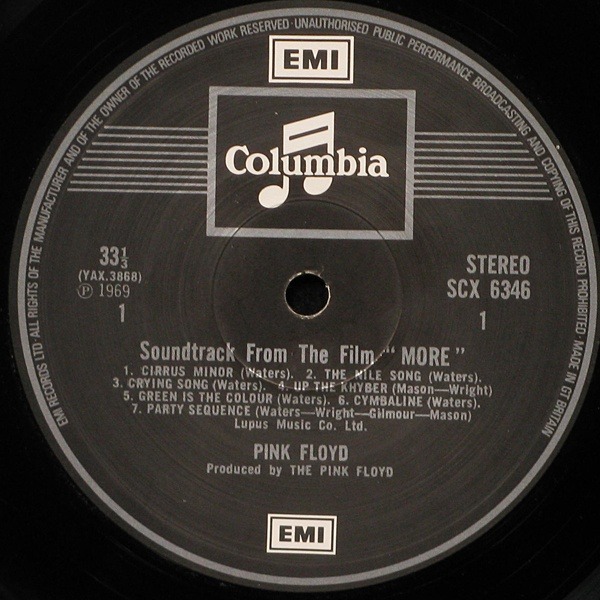 EMI RECORDS LTD·ALL RIGHTS OF THE MANUFACTURER AND OF THE OWNER OF THE RECORDED WORK RESERVED·UNAUTHORISED PUBLIC PERFORMANCE BROADCASTING AND COPYING OF THIS RECORD PROHIBITED·MADE IN GT BRITAIN
EMI
Columbia
33⅓
(YAX.3868)
Ⓟ 1969
1
STEREO
SCX 6346
1
Soundtrack From The Film "MORE"
1. CIRRUS MINOR (Waters). 2. THE NILE SONG (Waters).
3. CRYING SONG (Waters). 4. UP THE KHYBER (Mason—Wright)
5. GREEN IS THE COLOUR (Waters). 6. CYMBALINE (Waters).
7. PARTY SEQUENCE (Waters—Wright—Gilmour—Mason)
Lupus Music Co. Ltd.
PINK FLOYD
Produced by THE PINK FLOYD
EMI